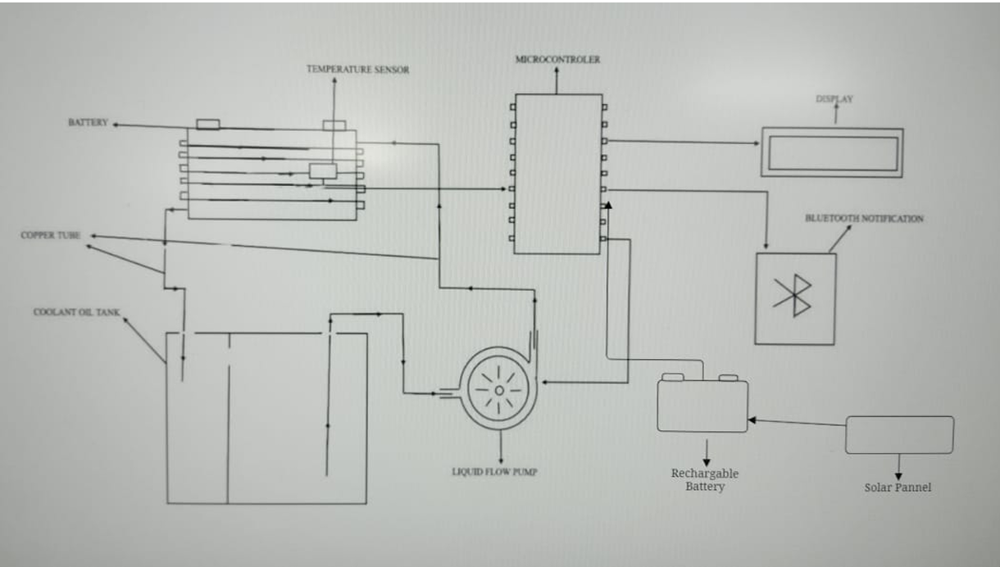 MICROCONTROLER
TEMPERATURE SENSOR
DISPLAY
BATTERY
BLUETOOTH NOTIFICATION
COPPER TUBE
COOLANT OIL TANK
LIQUID FLOW PUMP
Rechargable
Battery
Solar Pannel